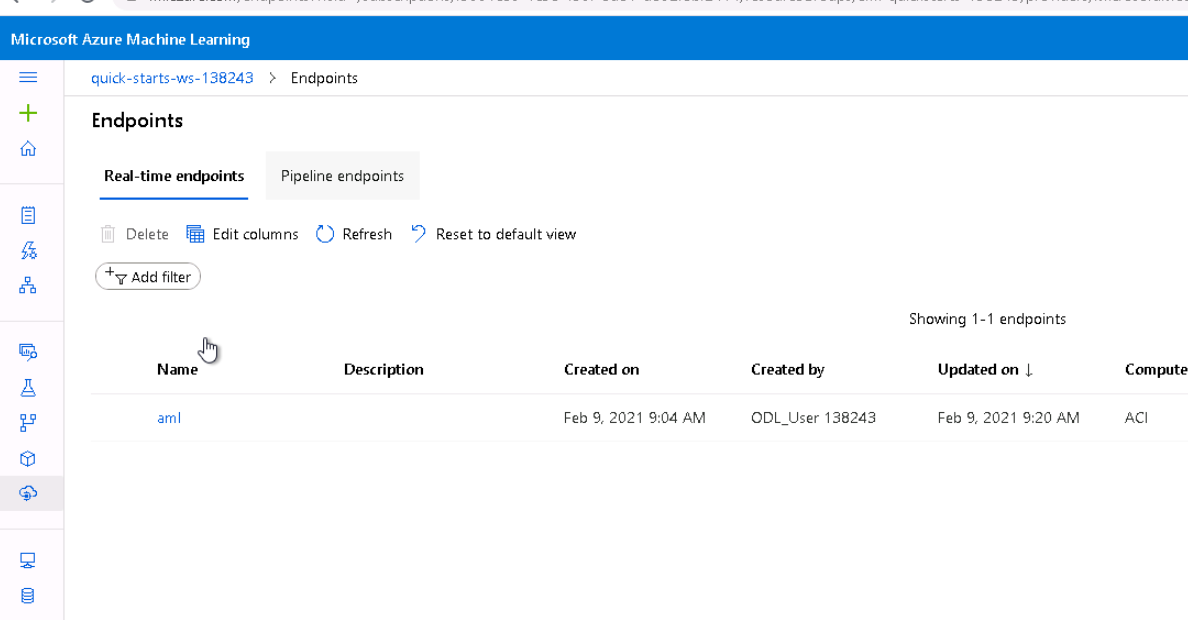 Microsoft Azure Machine Learning
quick-starts-ws-138243 > Endpoints
Endpoints
Real-time endpoints Pipeline endpoints
Delete Edit columns Refresh Reset to default view
Add filter
Showing 1-1 endpoints
Name Description Created on Created by Updated on ↓ Compute
aml Feb 9, 2021 9:04 AM ODL_User 138243 Feb 9, 2021 9:20 AM ACI